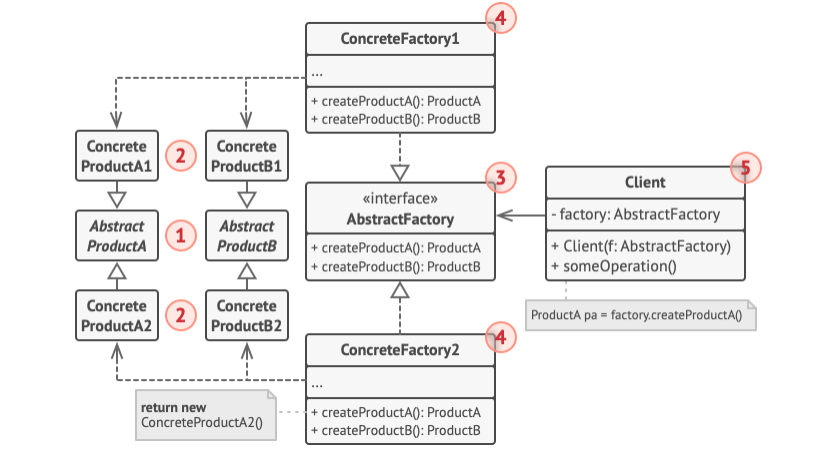 4
ConcreteFactory1
...
+ createProductA(): ProductA
+ createProductB(): ProductB
Concrete
ProductA1
2
Concrete
ProductB1
3
«interface»
AbstractFactory
+ createProductA(): ProductA
+ createProductB(): ProductB
5
Client
- factory: AbstractFactory
+ Client(f: AbstractFactory)
+ someOperation()
Abstract
ProductA
1
Abstract
ProductB
Concrete
ProductA2
2
Concrete
ProductB2
ProductA pa = factory.createProductA()
4
ConcreteFactory2
...
+ createProductA(): ProductA
+ createProductB(): ProductB
return new
ConcreteProductA2()